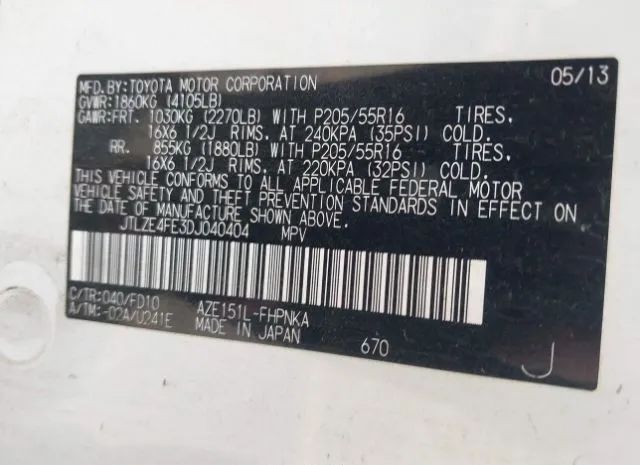 MFD.BY:TOYOTA MOTOR CORPORATION 05/13
GVWR:1860KG (4105LB)
GAWR:FRT. 1030KG (2270LB) WITH P205/55R16 TIRES,
16X6 1/2J RIMS, AT 240KPA (35PSI) COLD.
RR. 855KG (1880LB) WITH P205/55R16 TIRES,
16X6 1/2J RIMS, AT 220KPA (32PSI) COLD.
THIS VEHICLE CONFORMS TO ALL APPLICABLE FEDERAL MOTOR
VEHICLE SAFETY AND THEFT PREVENTION STANDARDS IN EFFECT ON
THE DATE OF MANUFACTURE SHOWN ABOVE.
JTLZE4FE3DJ040404 MPV
C/TR:040/FD10 AZE151L-FHPNKA
A/TM:-02A/U241E MADE IN JAPAN
670 J